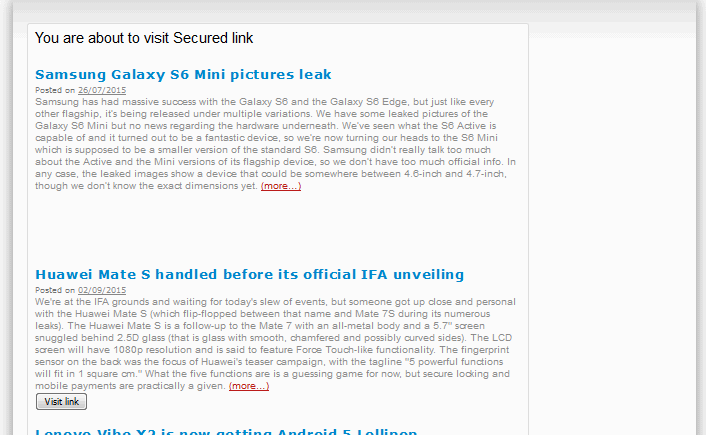 You are about to visit Secured link
Samsung Galaxy S6 Mini pictures leak
Posted on 26/07/2015
Samsung has had massive success with the Galaxy S6 and the Galaxy S6 Edge, but just like every
other flagship, it's being released under multiple variations. We have some leaked pictures of the
Galaxy S6 Mini but no news regarding the hardware underneath. We've seen what the S6 Active is
capable of and it turned out to be a fantastic device, so we're now turning our heads to the S6 Mini
which is supposed to be a smaller version of the standard S6. Samsung didn't really talk too much
about the Active and the Mini versions of its flagship device, so we don't have too much official info. In
any case, the leaked images show a device that could be somewhere between 4.6-inch and 4.7-inch,
though we don't know the exact dimensions yet. (more...)
Huawei Mate S handled before its official IFA unveiling
Posted on 02/09/2015
We're at the IFA grounds and waiting for today's slew of events, but someone got up close and personal
with the Huawei Mate S (which flip-flopped between that name and Mate 7S during its numerous
leaks). The Huawei Mate S is a follow-up to the Mate 7 with an all-metal body and a 5.7" screen
snuggled behind 2.5D glass (that is glass with smooth, chamfered and possibly curved sides). The LCD
screen will have 1080p resolution and is said to feature Force Touch-like functionality. The fingerprint
sensor on the back was the focus of Huawei's teaser campaign, with the tagline "5 powerful functions
will fit in 1 square cm." What the five functions are is a guessing game for now, but secure locking and
mobile payments are practically a given. (more...)
Visit link
Lenovo Vibe X2 is now getting Android 5 Lollipop